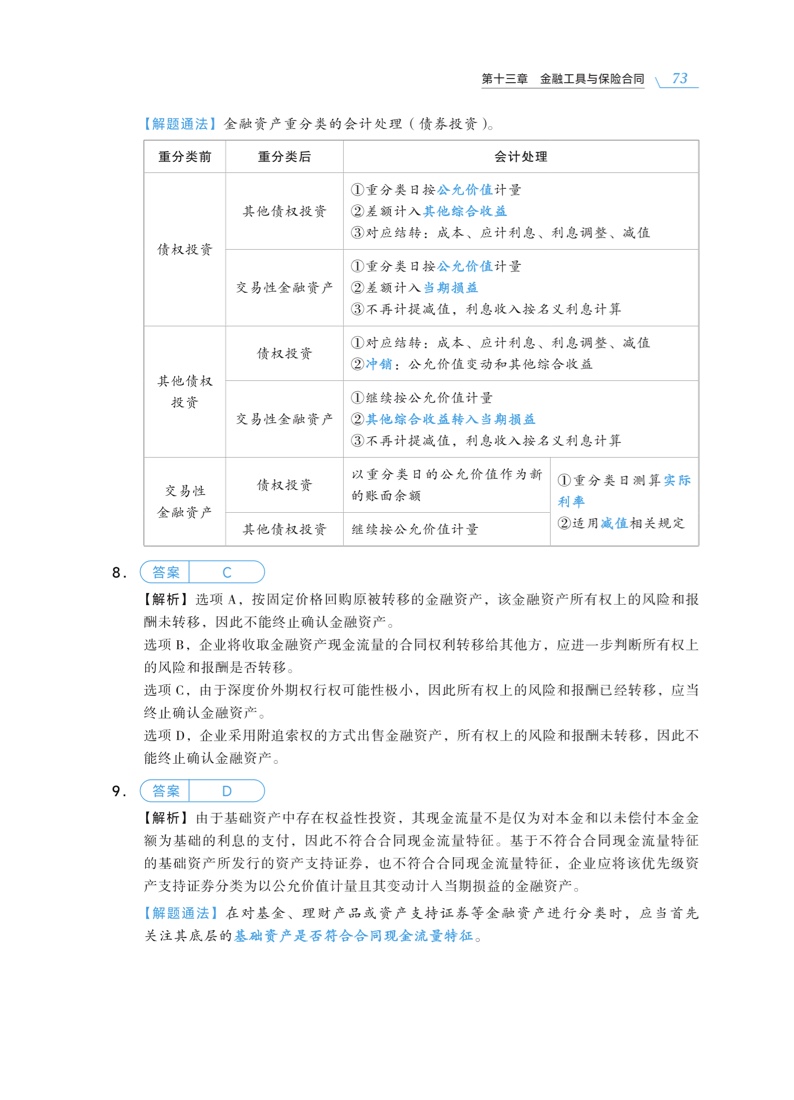 第十三章　金融工具与保险合同　73
【解题通法】金融资产重分类的会计处理（债券投资）。
重分类前　重分类后　会计处理
债权投资
其他债权投资
①重分类日按公允价值计量
②差额计入其他综合收益
③对应结转：成本、应计利息、利息调整、减值
交易性金融资产
①重分类日按公允价值计量
②差额计入当期损益
③不再计提减值，利息收入按名义利息计算
其他债权
投资
债权投资
①对应结转：成本、应计利息、利息调整、减值
②冲销：公允价值变动和其他综合收益
交易性金融资产
①继续按公允价值计量
②其他综合收益转入当期损益
③不再计提减值，利息收入按名义利息计算
交易性
金融资产
债权投资
以重分类日的公允价值作为新
的账面余额
其他债权投资
继续按公允价值计量
①重分类日测算实际
利率
②适用减值相关规定
8．答案　C
【解析】选项 A，按固定价格回购原被转移的金融资产，该金融资产所有权上的风险和报
酬未转移，因此不能终止确认金融资产。
选项 B，企业将收取金融资产现金流量的合同权利转移给其他方，应进一步判断所有权上
的风险和报酬是否转移。
选项 C，由于深度价外期权行权可能性极小，因此所有权上的风险和报酬已经转移，应当
终止确认金融资产。
选项 D，企业采用附追索权的方式出售金融资产，所有权上的风险和报酬未转移，因此不
能终止确认金融资产。
9．答案　D
【解析】由于基础资产中存在权益性投资，其现金流量不是仅为对本金和以未偿付本金金
额为基础的利息的支付，因此不符合合同现金流量特征。基于不符合合同现金流量特征
的基础资产所发行的资产支持证券，也不符合合同现金流量特征，企业应将该优先级资
产支持证券分类为以公允价值计量且其变动计入当期损益的金融资产。
【解题通法】在对基金、理财产品或资产支持证券等金融资产进行分类时，应当首先
关注其底层的基础资产是否符合合同现金流量特征。